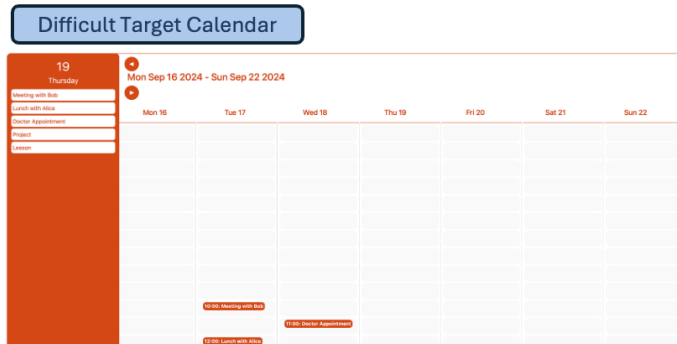 Difficult Target Calendar
19
Thursday
Meeting with Bob
Lunch with Alice
Doctor Appointment
Project
Lesson
Mon Sep 16 2024 - Sun Sep 22 2024
Mon 16 Tue 17 Wed 18 Thu 19 Fri 20 Sat 21 Sun 22
10:00: Meeting with Bob
11:00: Doctor Appointment
12:00: Lunch with Alice